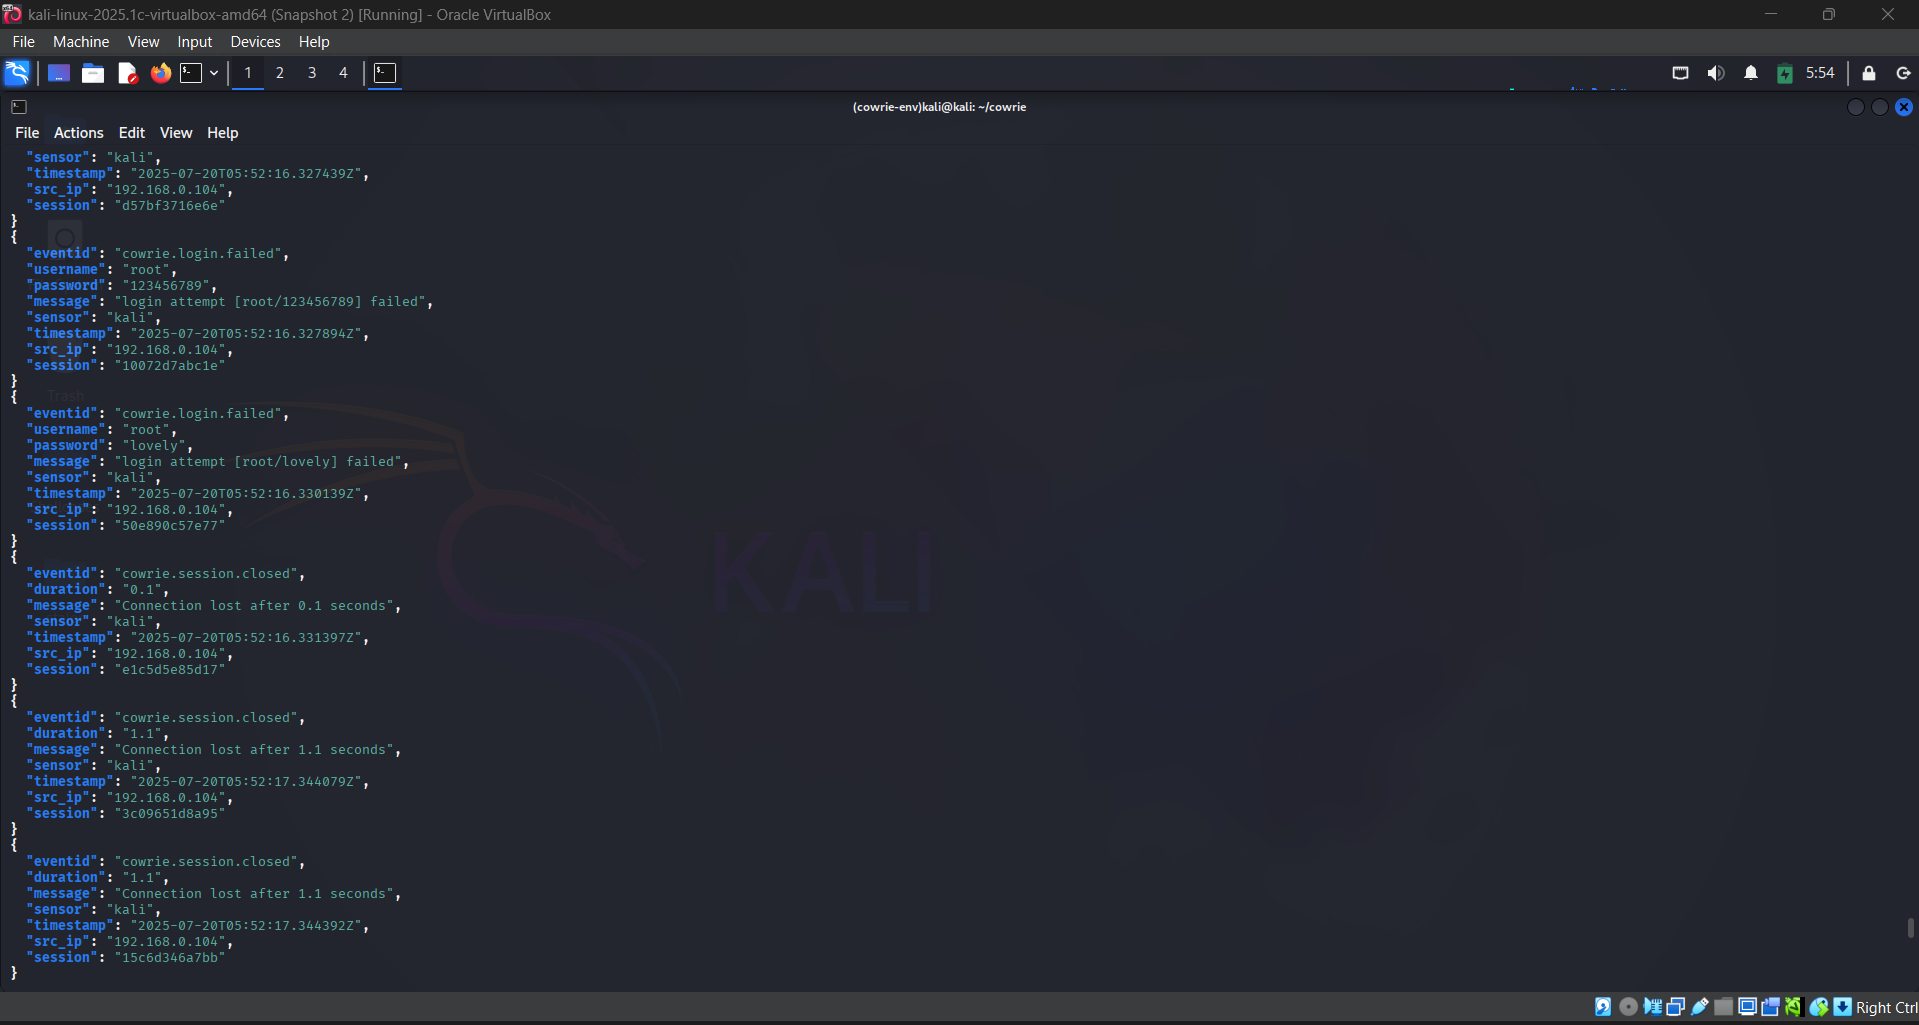 kali-linux-2025.1c-virtualbox-amd64 (Snapshot 2) [Running] - Oracle VirtualBox
File Machine View Input Devices Help
1 2 3 4 5:54
(cowrie-env)kali@kali: ~/cowrie
File Actions Edit View Help
"sensor": "kali",
"timestamp": "2025-07-20T05:52:16.327439Z",
"src_ip": "192.168.0.104",
"session": "d57bf3716e6e"
}
{
"eventid": "cowrie.login.failed",
"username": "root",
"password": "123456789",
"message": "login attempt [root/123456789] failed",
"sensor": "kali",
"timestamp": "2025-07-20T05:52:16.327894Z",
"src_ip": "192.168.0.104",
"session": "10072d7abc1e"
}
Trash
{
"eventid": "cowrie.login.failed",
"username": "root",
"password": "lovely",
"message": "login attempt [root/lovely] failed",
"sensor": "kali",
"timestamp": "2025-07-20T05:52:16.330139Z",
"src_ip": "192.168.0.104",
"session": "50e890c57e77"
}
{
"eventid": "cowrie.session.closed",
"duration": "0.1",
"message": "Connection lost after 0.1 seconds",
"sensor": "kali",
"timestamp": "2025-07-20T05:52:16.331397Z",
"src_ip": "192.168.0.104",
"session": "e1c5d5e85d17"
}
KALI
{
"eventid": "cowrie.session.closed",
"duration": "1.1",
"message": "Connection lost after 1.1 seconds",
"sensor": "kali",
"timestamp": "2025-07-20T05:52:17.344079Z",
"src_ip": "192.168.0.104",
"session": "3c09651d8a95"
}
{
"eventid": "cowrie.session.closed",
"duration": "1.1",
"message": "Connection lost after 1.1 seconds",
"sensor": "kali",
"timestamp": "2025-07-20T05:52:17.344392Z",
"src_ip": "192.168.0.104",
"session": "15c6d346a7bb"
}
Right Ctrl